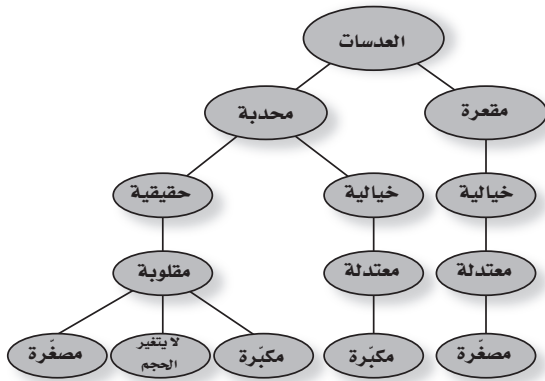 العدسات
مقعرة
محدبة
خيالية
خيالية
حقيقية
معتدلة
معتدلة
مقلوبة
مصغّرة
مكبّرة
مكبّرة
لا يتغير
الحجم
مصغّرة